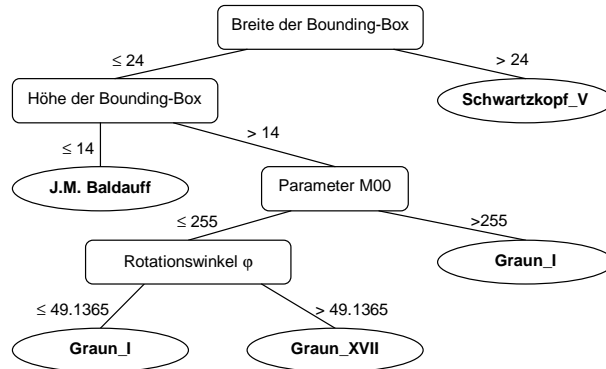 Breite der Bounding-Box
≤ 24
> 24
Höhe der Bounding-Box
Schwartzkopf_V
≤ 14
> 14
J.M. Baldauff
Parameter M00
≤ 255
>255
Rotationswinkel φ
Graun_I
≤ 49.1365
> 49.1365
Graun_I
Graun_XVII